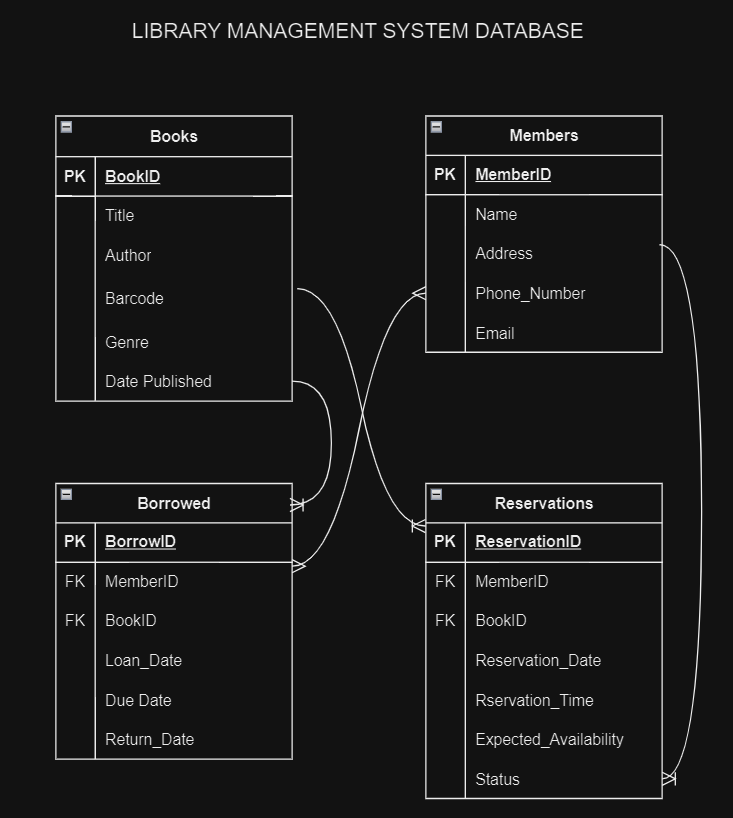 LIBRARY MANAGEMENT SYSTEM DATABASE
Books
PK BookID
Title
Author
Barcode
Genre
Date Published
Members
PK MemberID
Name
Address
Phone_Number
Email
Borrowed
PK BorrowID
FK MemberID
FK BookID
Loan_Date
Due Date
Return_Date
Reservations
PK ReservationID
FK MemberID
FK BookID
Reservation_Date
Rservation_Time
Expected_Availability
Status